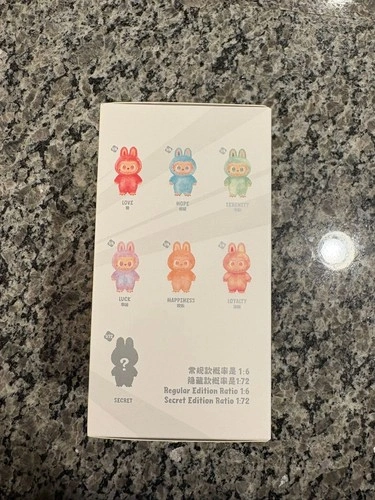 LOVE
HOPE
SERENITY
LUCK
HAPPINESS
LOYALTY
?
SECRET
常規款概率是 1:6
隱藏款概率是1:72
Regular Edition Ratio 1:6
Secret Edition Ratio 1:72